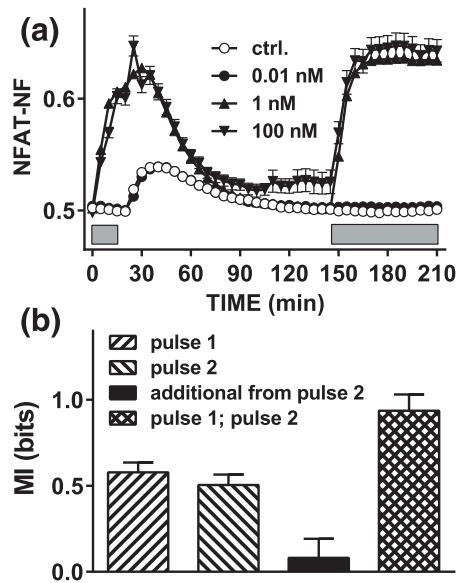 (a)
ctrl.
0.01 nM
1 nM
100 nM
NFAT-NF
0.6
0.5
0 30 60 90 120 150 180 210
TIME (min)
(b)
pulse 1
pulse 2
additional from pulse 2
pulse 1; pulse 2
MI (bits)
1.0
0.5
0.0